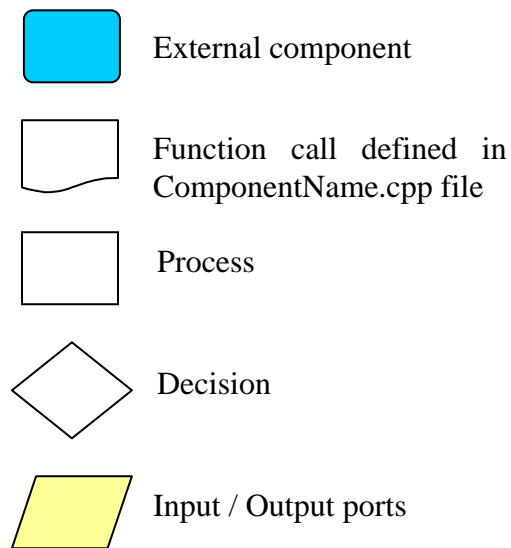 External component
Function call defined in
ComponentName.cpp file
Process
Decision
Input / Output ports